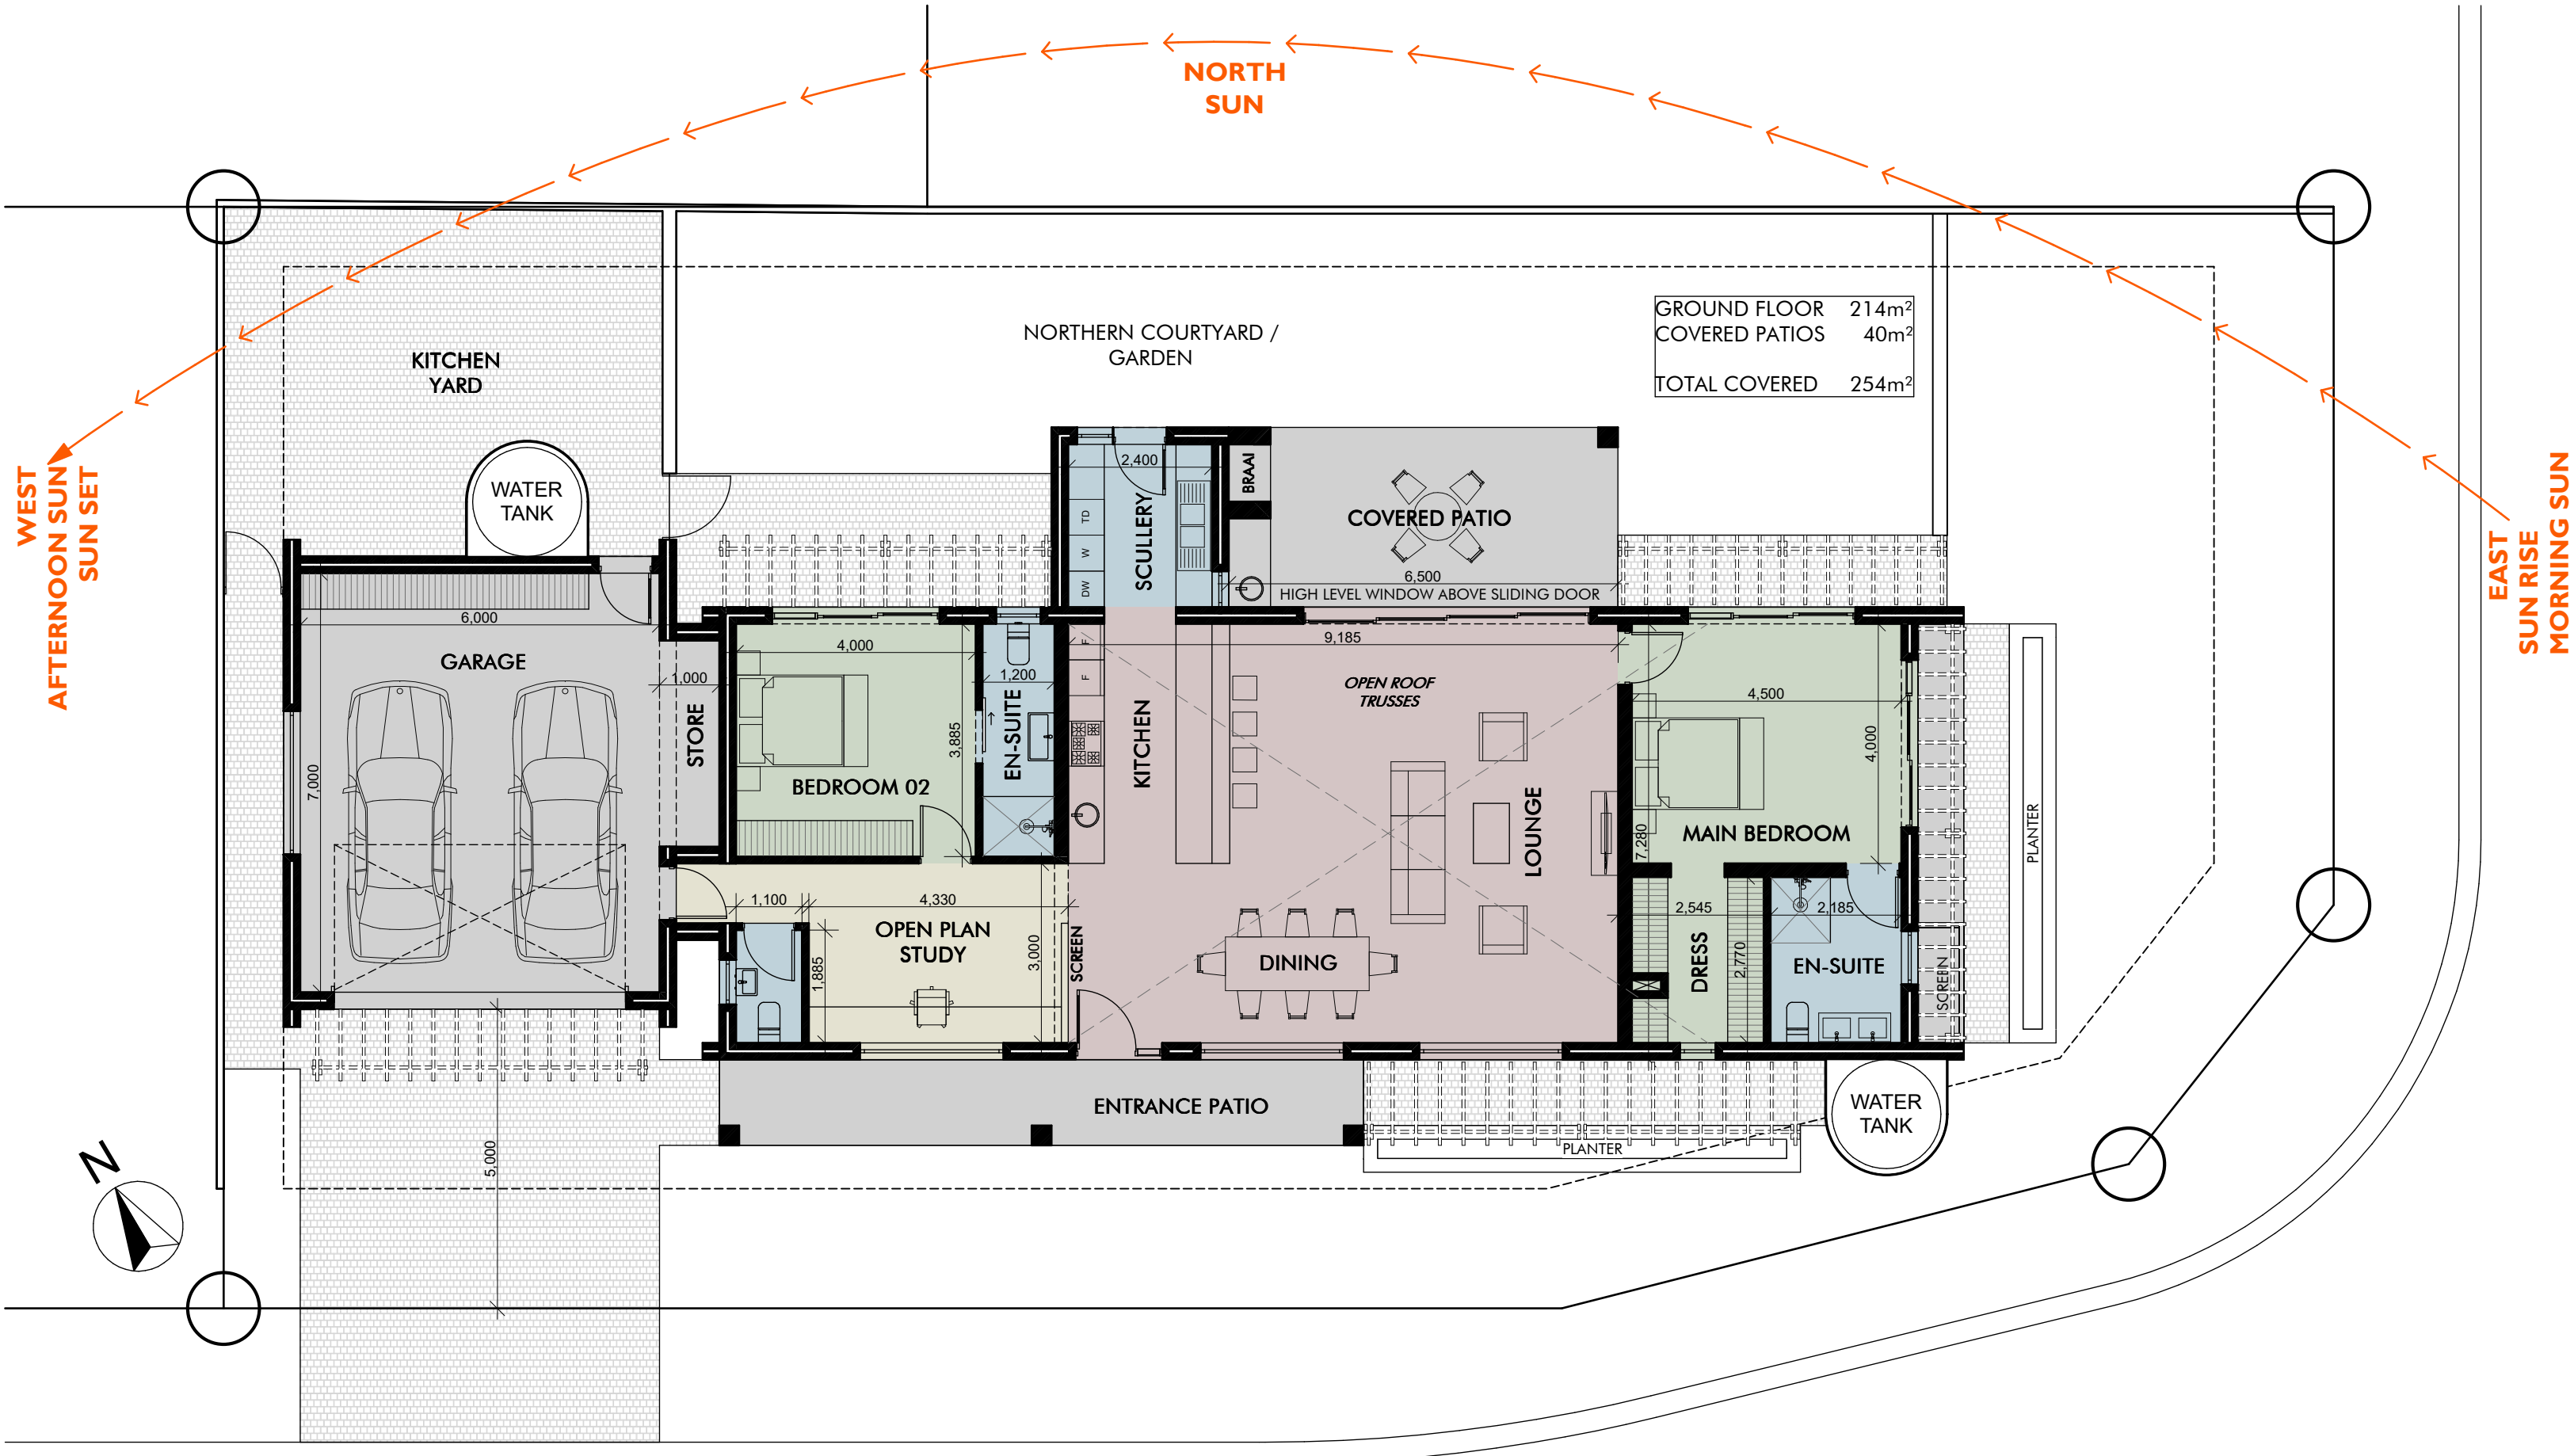 NORTH
SUN
GROUND FLOOR 214m²
COVERED PATIOS 40m²
TOTAL COVERED 254m²
NORTHERN COURTYARD /
GARDEN
KITCHEN
YARD
WEST
AFTERNOON SUN
SUN SET
EAST
SUN RISE
MORNING SUN
WATER
TANK
2,400
SCULLERY
TD
W
DW
BRAAI
COVERED PATIO
6,500
HIGH LEVEL WINDOW ABOVE SLIDING DOOR
6,000
GARAGE
7,000
1,000
STORE
4,000
3,885
BEDROOM 02
1,200
EN-SUITE
F
F
KITCHEN
9,185
OPEN ROOF
TRUSSES
LOUNGE
4,500
4,000
MAIN BEDROOM
7,280
PLANTER
1,100
4,330
OPEN PLAN
STUDY
1,885
3,000
SCREEN
DINING
2,545
DRESS
2,770
2,185
EN-SUITE
SCREEN
ENTRANCE PATIO
PLANTER
WATER
TANK
5,000
N